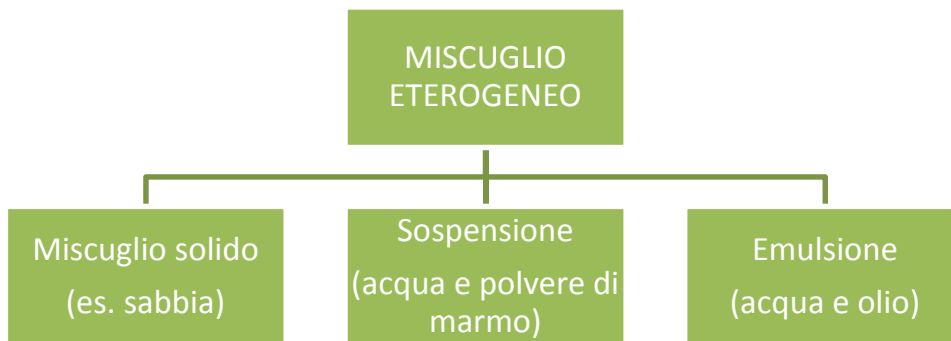 MISCUGLIO
ETEROGENEO
Miscuglio solido
(es. sabbia)
Sospensione
(acqua e polvere di
marmo)
Emulsione
(acqua e olio)